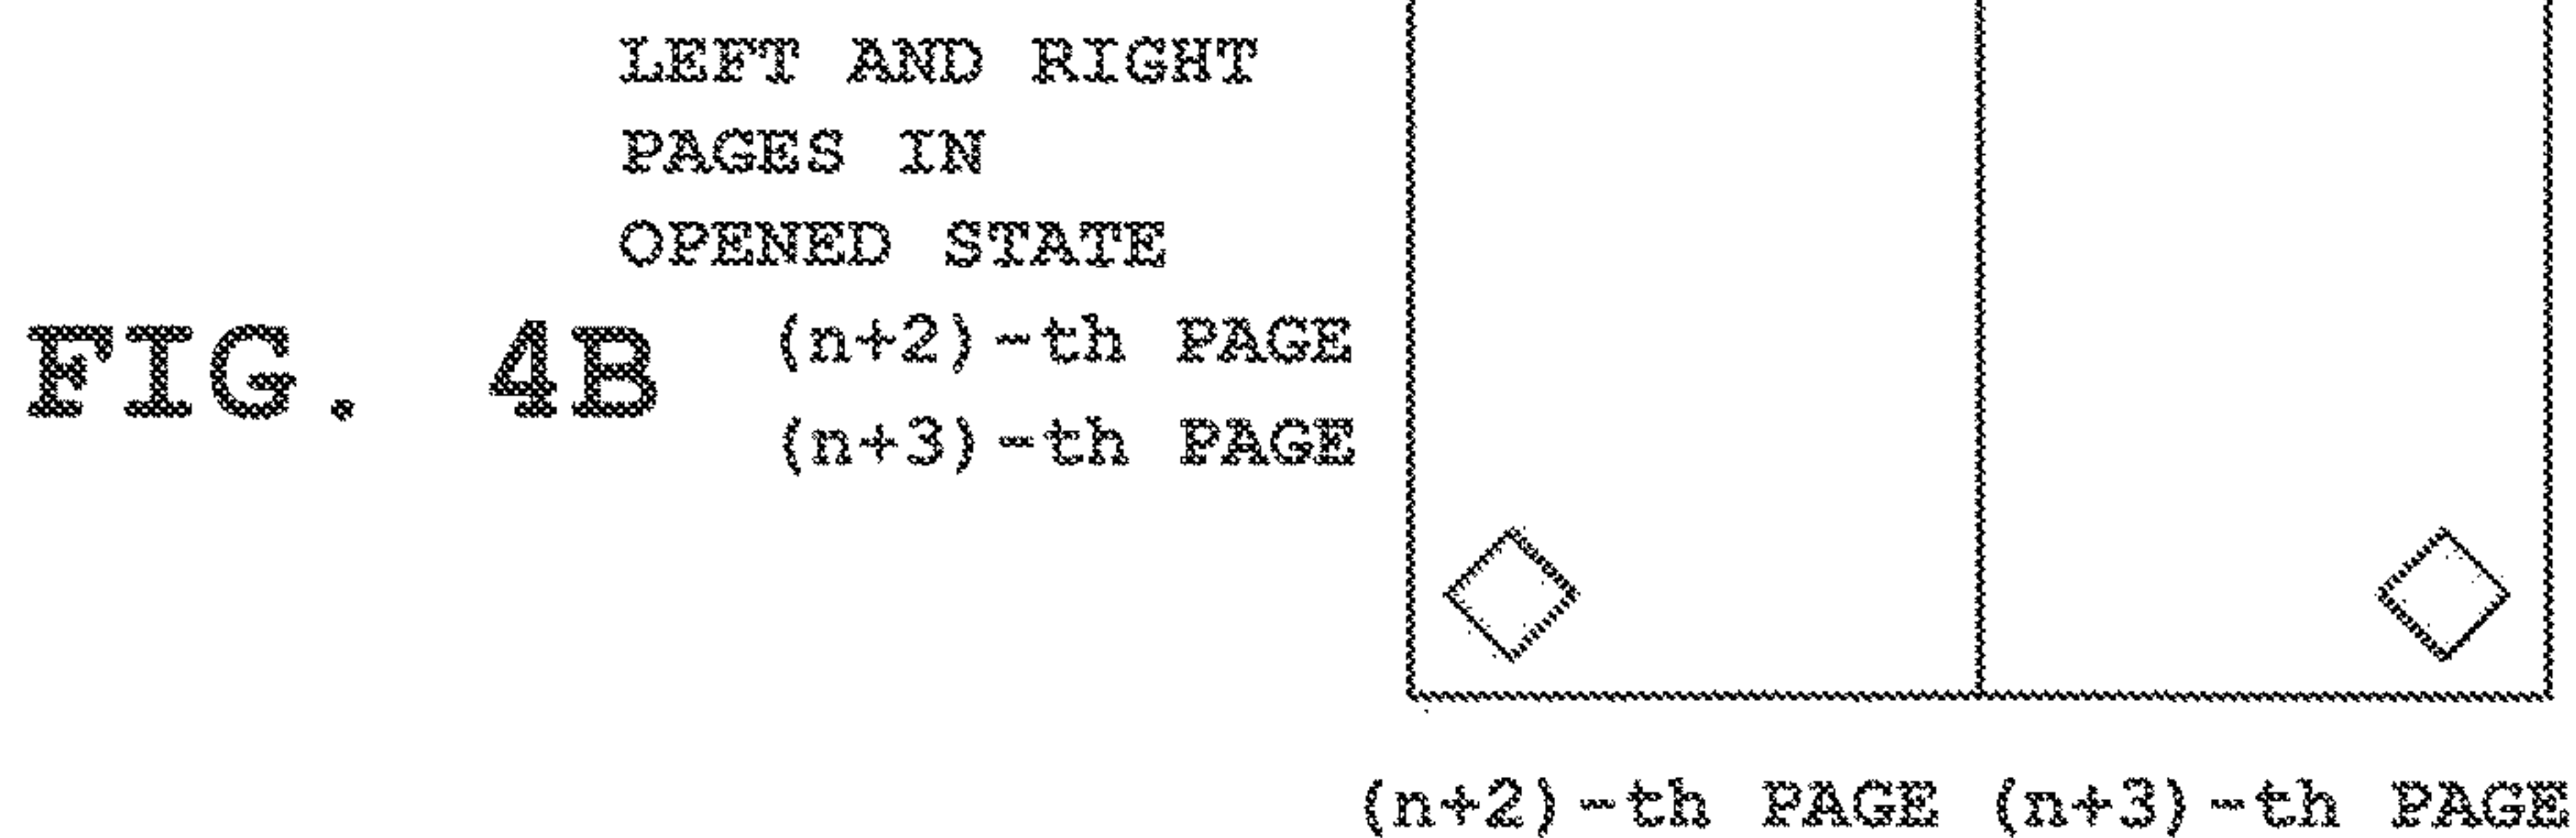 LEFT AND RIGHT
PAGES IN
OPENED STATE
FIG. 4B
(n+2)-th PAGE
(n+3)-th PAGE
(n+2)-th PAGE (n+3)-th PAGE